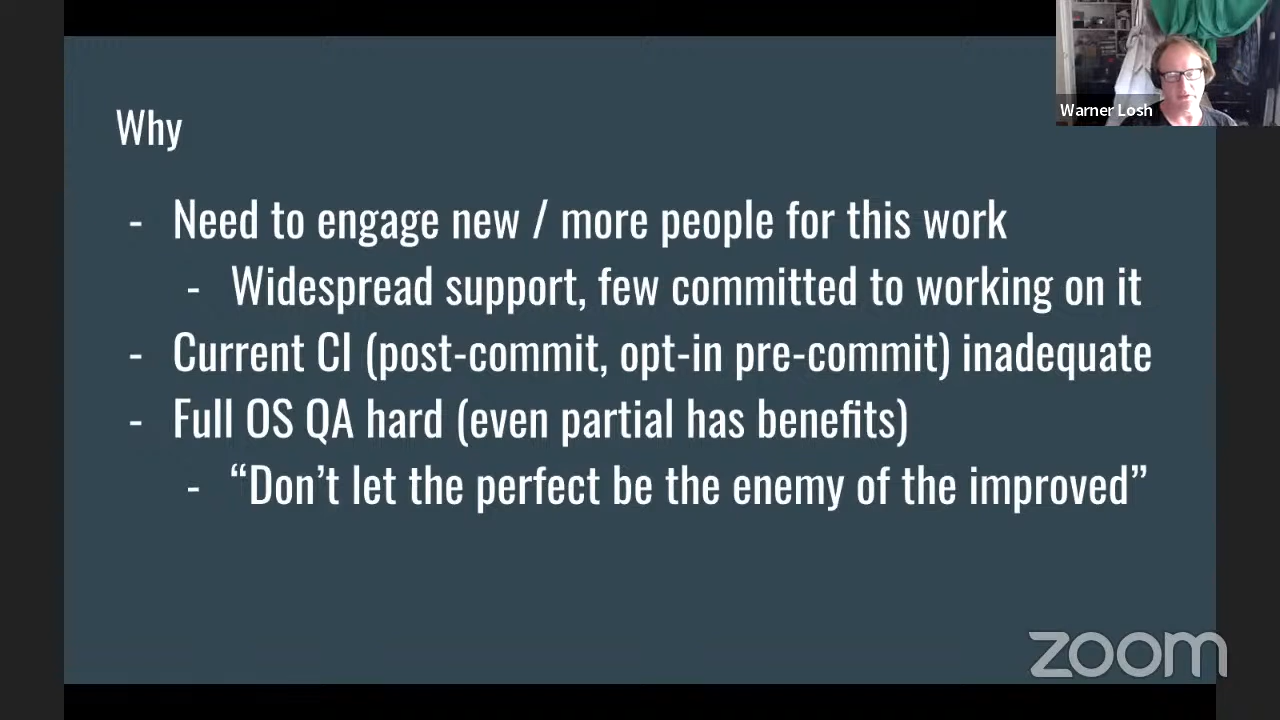 Warner Losh
Why
- Need to engage new / more people for this work
- Widespread support, few committed to working on it
- Current CI (post-commit, opt-in pre-commit) inadequate
- Full OS QA hard (even partial has benefits)
- “Don’t let the perfect be the enemy of the improved”
zoom